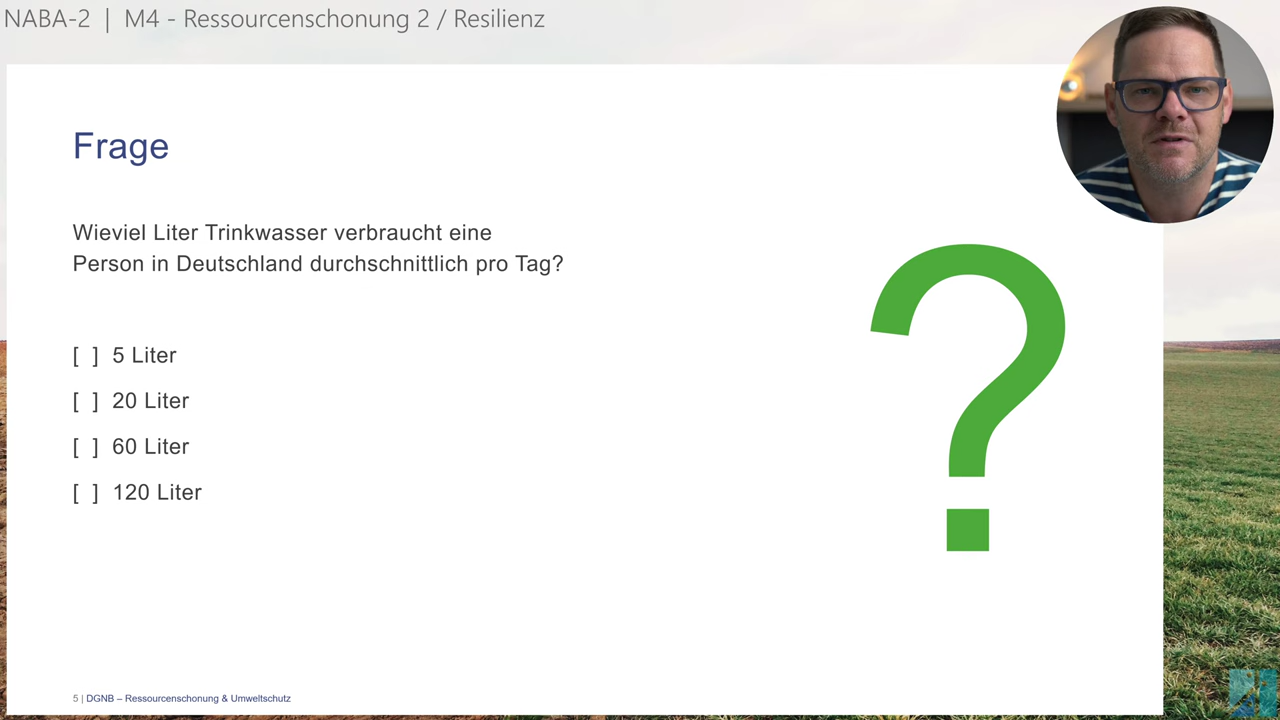 NABA-2 | M4 - Ressourcenschonung 2 / Resilienz
Frage
Wieviel Liter Trinkwasser verbraucht eine
Person in Deutschland durchschnittlich pro Tag?
[ ] 5 Liter
[ ] 20 Liter
[ ] 60 Liter
[ ] 120 Liter
?
5 | DGNB – Ressourcenschonung & Umweltschutz